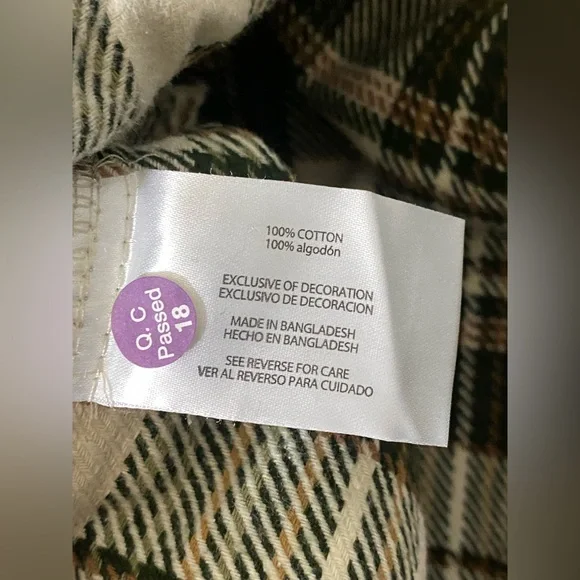 100% COTTON
100% algodón
EXCLUSIVE OF DECORATION
EXCLUSIVO DE DECORACION
MADE IN BANGLADESH
HECHO EN BANGLADESH
SEE REVERSE FOR CARE
VER AL REVERSO PARA CUIDADO
Q. C
Passed
18